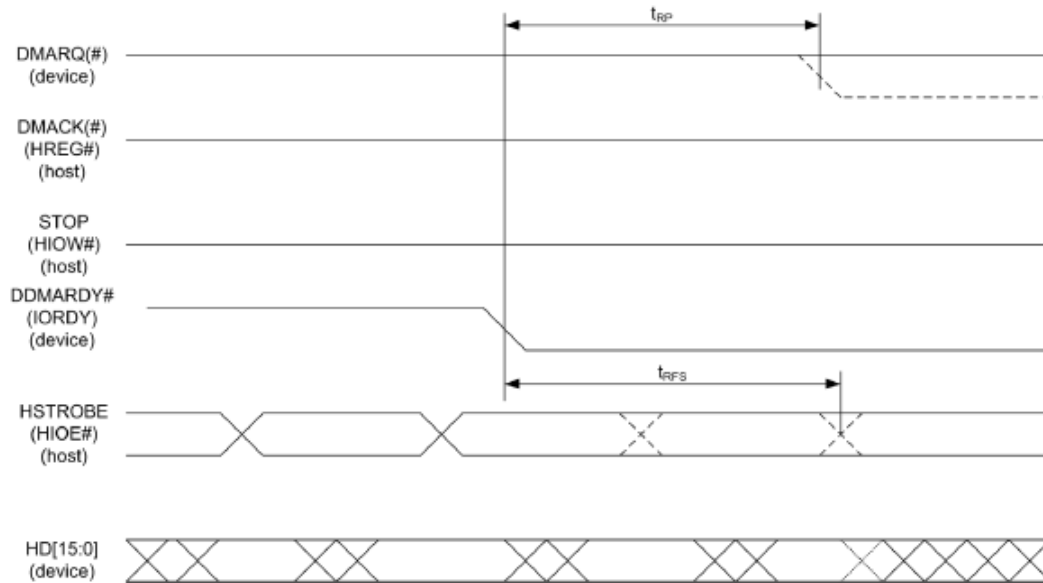 tRP
DMARQ(#)
(device)
DMACK(#)
(HREG#)
(host)
STOP
(HIOW#)
(host)
DDMARDY#
(IORDY)
(device)
tRFS
HSTROBE
(HIOE#)
(host)
HD[15:0]
(device)